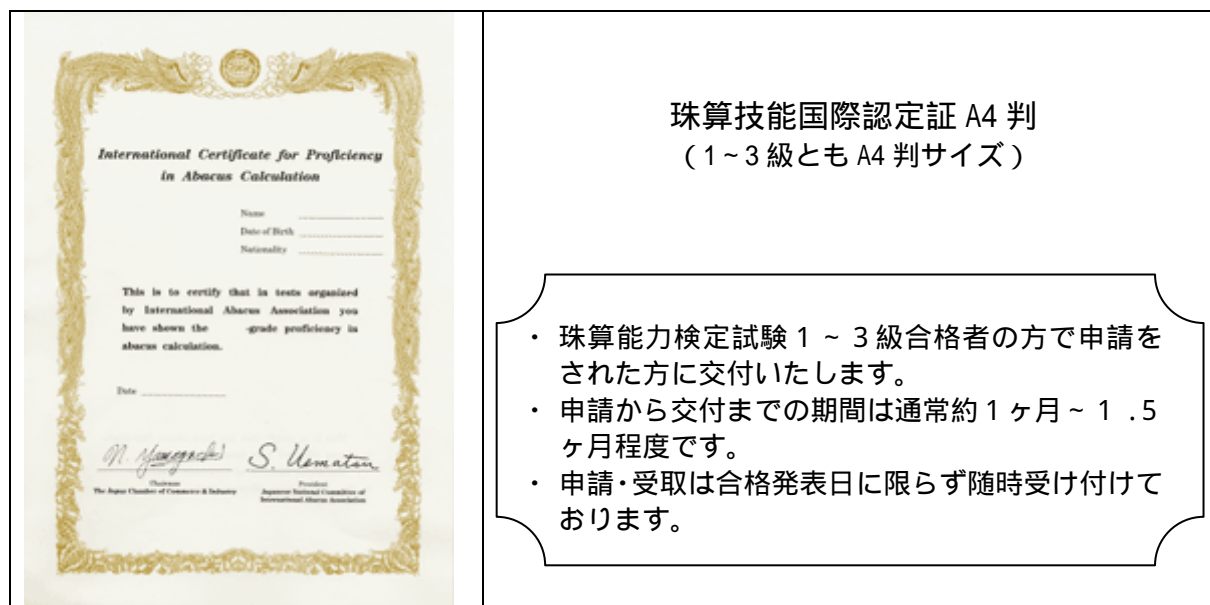 International Certificate for Proficiency
in Abacus Calculation
Name
Date of Birth
Nationality
This is to certify that in tests organized
by International Abacus Association you
have shown the -grade proficiency in
abacus calculation.
Date
N. Yamaguchi S. Uematsu
Chairman
The Japan Chamber of Commerce & Industry
President
Japanese National Committee of
International Abacus Association
珠算技能国際認定証 A4 判
(1~3 級とも A4 判サイズ)
・ 珠算能力検定試験1~3級合格者の方で申請を
された方に交付いたします。
・ 申請から交付までの期間は通常約1ヶ月~1.5
ヶ月程度です。
・ 申請・受取は合格発表日に限らず随時受け付けて
おります。